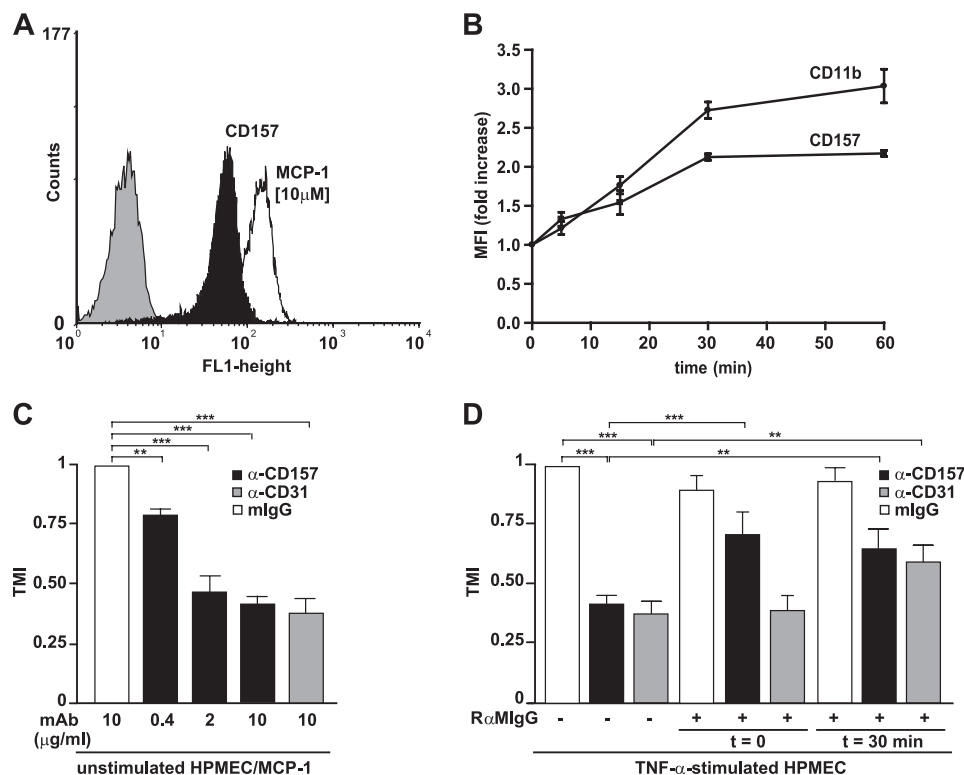 A
177
Counts
0
CD157
MCP-1
[10μM]
10⁰
10¹
10²
10³
10⁴
FL1-height
B
MFI (fold increase)
3.5
3.0
2.5
2.0
1.5
1.0
0.5
0.0
CD11b
CD157
0 10 20 30 40 50 60
time (min)
C
***
***
***
**
TMI
1
0.75
0.50
0.25
0
α-CD157
α-CD31
mIgG
mAb 10 0.4 2 10 10
(μg/ml)
unstimulated HPMEC/MCP-1
D
***
*** **
*** **
TMI
1
0.75
0.50
0.25
0
α-CD157
α-CD31
mIgG
RαMIgG - - - + + + + + +
t = 0 t = 30 min
TNF-α-stimulated HPMEC